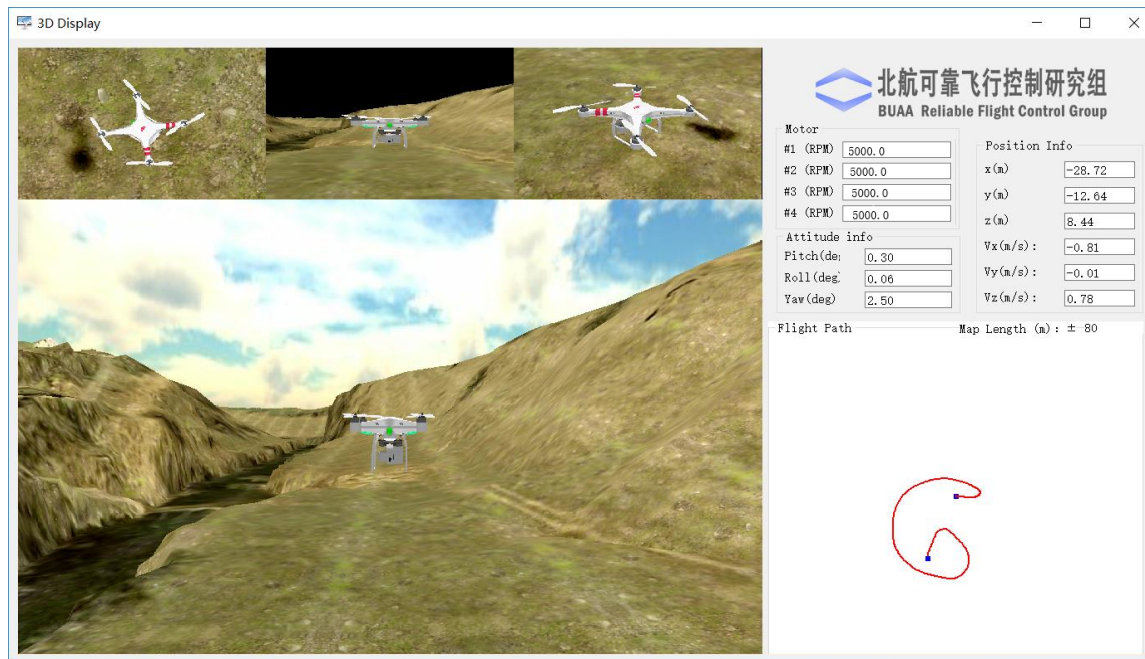 3D Display
北航可靠飞行控制研究组
BUAA Reliable Flight Control Group
Motor
#1 (RPM) 5000.0
#2 (RPM) 5000.0
#3 (RPM) 5000.0
#4 (RPM) 5000.0
Attitude info
Pitch(de
0.30
Roll(deg
0.06
Yaw(deg) 2.50
Position Info
x(m) -28.72
y(m) -12.64
z(m) 8.44
Vx(m/s): -0.81
Vy(m/s): -0.01
Vz(m/s): 0.78
Flight Path
Map Length (m): ± 80